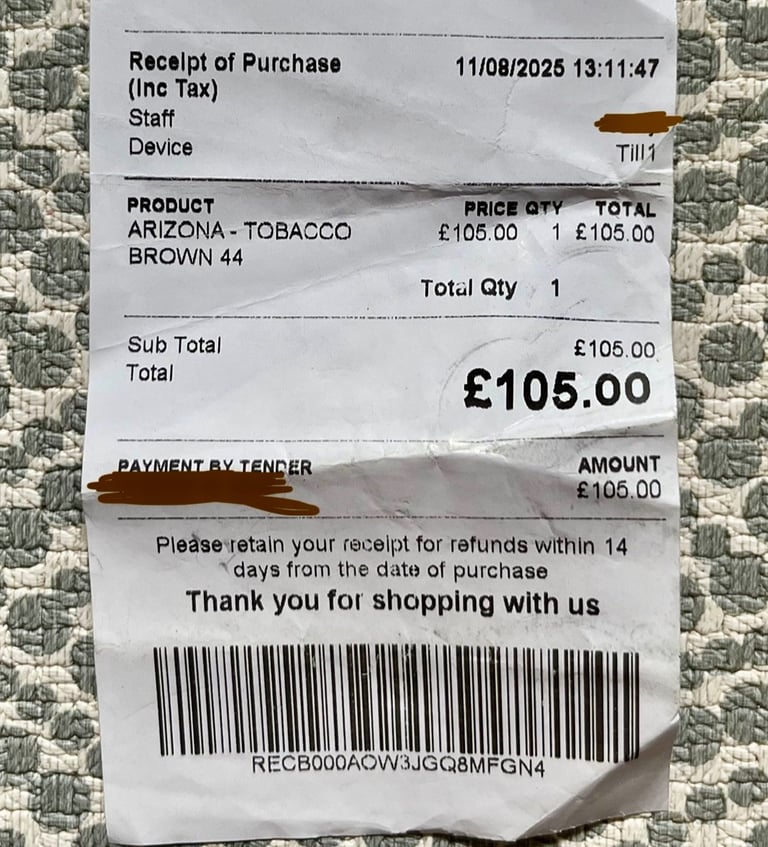 Receipt of Purchase 11/08/2025 13:11:47
(Inc Tax)
Staff
Device Till1
PRODUCT PRICE QTY TOTAL
ARIZONA - TOBACCO £105.00 1 £105.00
BROWN 44
Total Qty 1
Sub Total £105.00
Total £105.00
PAYMENT BY TENDER AMOUNT
£105.00
Please retain your receipt for refunds within 14
days from the date of purchase
Thank you for shopping with us
RECB000AOW3JGQ8MFGN4